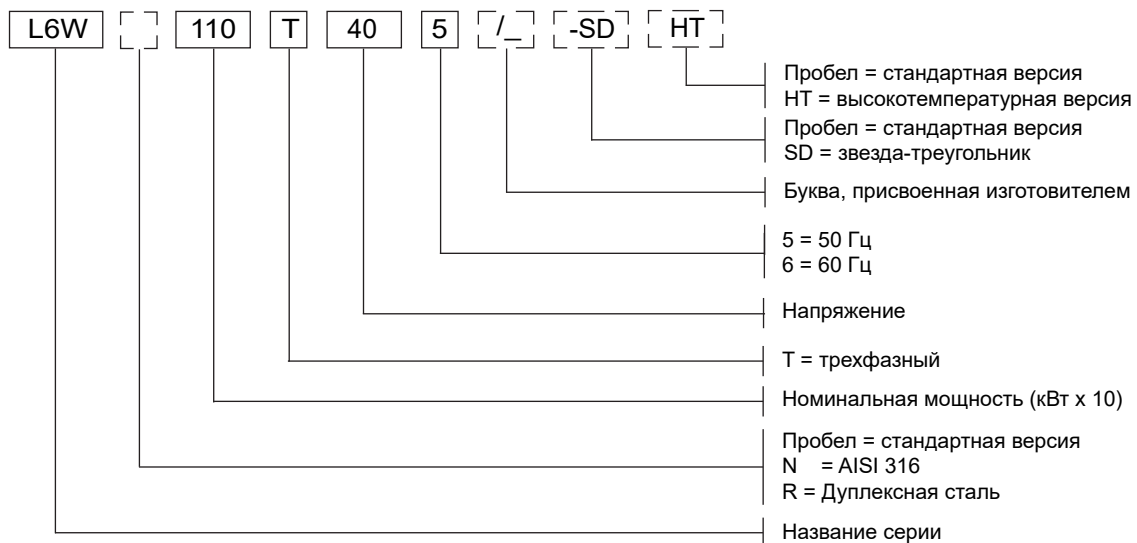 L6W 110 T 40 5 /_ -SD HT
Пробел = стандартная версия
HT = высокотемпературная версия
Пробел = стандартная версия
SD = звезда-треугольник
Буква, присвоенная изготовителем
5 = 50 Гц
6 = 60 Гц
Напряжение
T = трехфазный
Номинальная мощность (кВт x 10)
Пробел = стандартная версия
N = AISI 316
R = Дуплексная сталь
Название серии